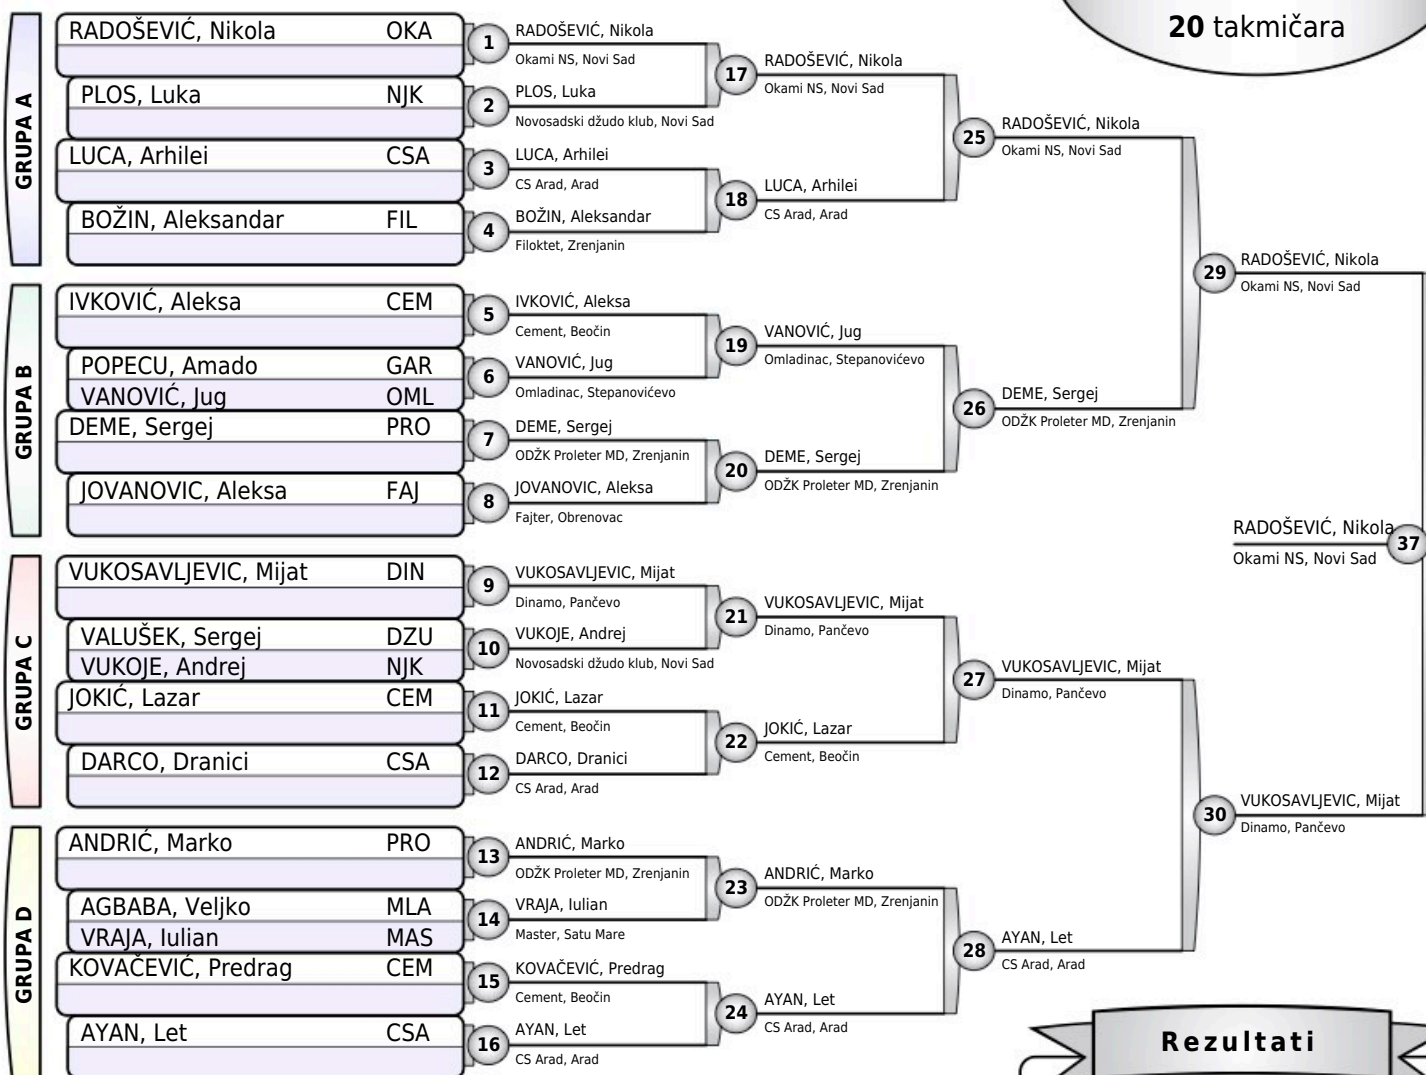 20 takmičara
GRUPA A
RADOŠEVIĆ, Nikola OKA
PLOS, Luka NJK
LUCA, Arhilei CSA
BOŽIN, Aleksandar FIL
1
RADOŠEVIĆ, Nikola
Okami NS, Novi Sad
2
PLOS, Luka
Novosadski džudo klub, Novi Sad
3
LUCA, Arhilei
CS Arad, Arad
4
BOŽIN, Aleksandar
Filoktet, Zrenjanin
17
RADOŠEVIĆ, Nikola
Okami NS, Novi Sad
18
LUCA, Arhilei
CS Arad, Arad
25
RADOŠEVIĆ, Nikola
Okami NS, Novi Sad
GRUPA B
IVKOVIĆ, Aleksa CEM
POPECU, Amado GAR
VANOVIĆ, Jug OML
DEME, Sergej PRO
JOVANOVIC, Aleksa FAJ
5
IVKOVIĆ, Aleksa
Cement, Beočin
6
VANOVIĆ, Jug
Omladinac, Stepanovićevo
7
DEME, Sergej
ODŽK Proleter MD, Zrenjanin
8
JOVANOVIC, Aleksa
Fajter, Obrenovac
19
VANOVIĆ, Jug
Omladinac, Stepanovićevo
20
DEME, Sergej
ODŽK Proleter MD, Zrenjanin
26
DEME, Sergej
ODŽK Proleter MD, Zrenjanin
29
RADOŠEVIĆ, Nikola
Okami NS, Novi Sad
GRUPA C
VUKOSAVLJEVIC, Mijat DIN
VALUŠEK, Sergej DZU
VUKOJE, Andrej NJK
JOKIĆ, Lazar CEM
DARCO, Dranici CSA
9
VUKOSAVLJEVIC, Mijat
Dinamo, Pančevo
10
VUKOJE, Andrej
Novosadski džudo klub, Novi Sad
11
JOKIĆ, Lazar
Cement, Beočin
12
DARCO, Dranici
CS Arad, Arad
21
VUKOSAVLJEVIC, Mijat
Dinamo, Pančevo
22
JOKIĆ, Lazar
Cement, Beočin
27
VUKOSAVLJEVIC, Mijat
Dinamo, Pančevo
GRUPA D
ANDRIĆ, Marko PRO
AGBABA, Veljko MLA
VRAJA, Iulian MAS
KOVAČEVIĆ, Predrag CEM
AYAN, Let CSA
13
ANDRIĆ, Marko
ODŽK Proleter MD, Zrenjanin
14
VRAJA, Iulian
Master, Satu Mare
15
KOVAČEVIĆ, Predrag
Cement, Beočin
16
AYAN, Let
CS Arad, Arad
23
ANDRIĆ, Marko
ODŽK Proleter MD, Zrenjanin
24
AYAN, Let
CS Arad, Arad
28
AYAN, Let
CS Arad, Arad
30
VUKOSAVLJEVIC, Mijat
Dinamo, Pančevo
RADOŠEVIĆ, Nikola
Okami NS, Novi Sad
37
Rezultati